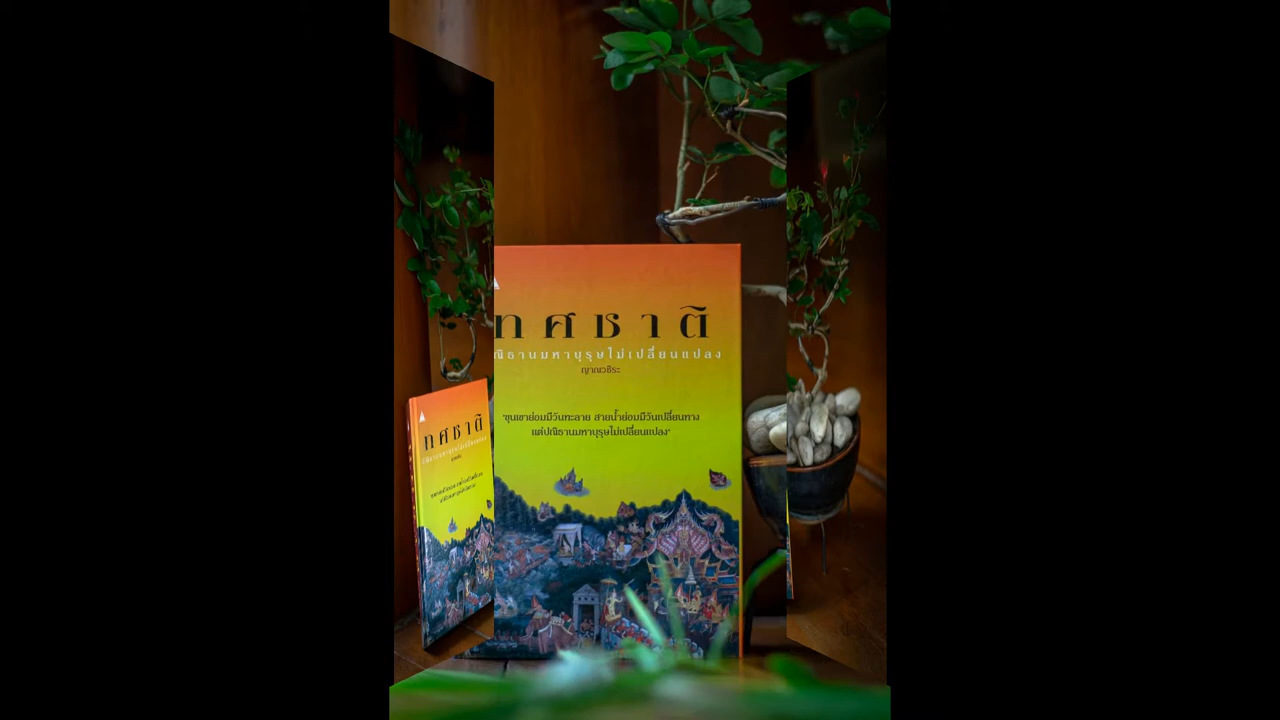 ทศชาติ
ณิธานมหาบุรุษไม่เปลี่ยนแปลง
ญาณวชิระ
"ขุนเขาย่อมมีวันทะลาย สายน้ำย่อมมีวันเปลี่ยนทาง
แต่ปณิธานมหาบุรุษไม่เปลี่ยนแปลง"
ทศชาติ